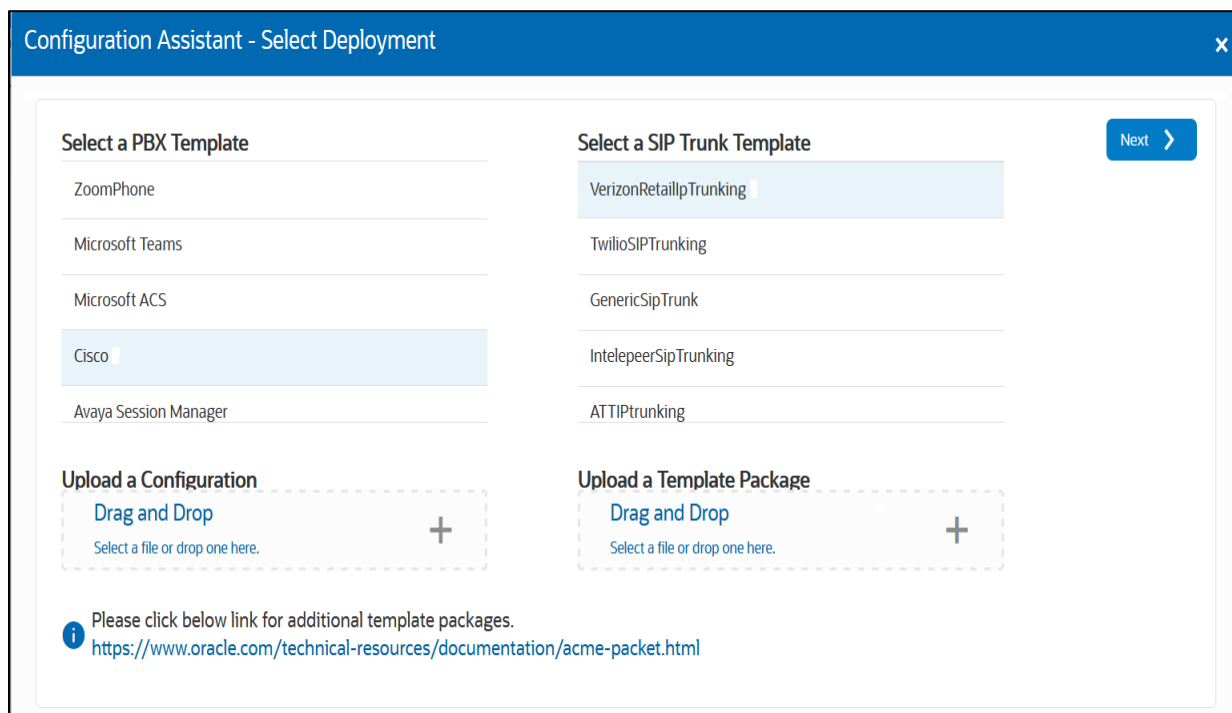 Configuration Assistant - Select Deployment
x
Select a PBX Template
ZoomPhone
Microsoft Teams
Microsoft ACS
Cisco
Avaya Session Manager
Select a SIP Trunk Template
VerizonRetailIpTrunking
TwilioSIPTrunking
GenericSipTrunk
IntelepeerSipTrunking
ATTIPtrunking
Next
Upload a Configuration
Drag and Drop
Select a file or drop one here.
Upload a Template Package
Drag and Drop
Select a file or drop one here.
Please click below link for additional template packages.
https://www.oracle.com/technical-resources/documentation/acme-packet.html